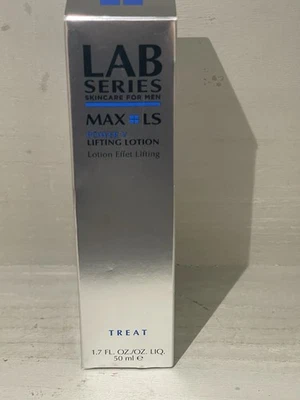 LAB
SERIES
SKINCARE FOR MEN
MAX + LS
POWER V
LIFTING LOTION
Lotion Effet Lifting
TREAT
1.7 FL. OZ./OZ. LIQ.
50 ml ℮